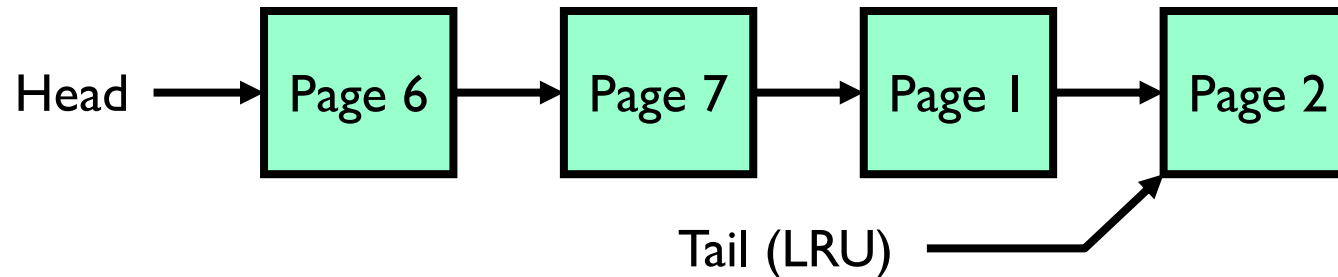 Head
Page 6
Page 7
Page 1
Page 2
Tail (LRU)